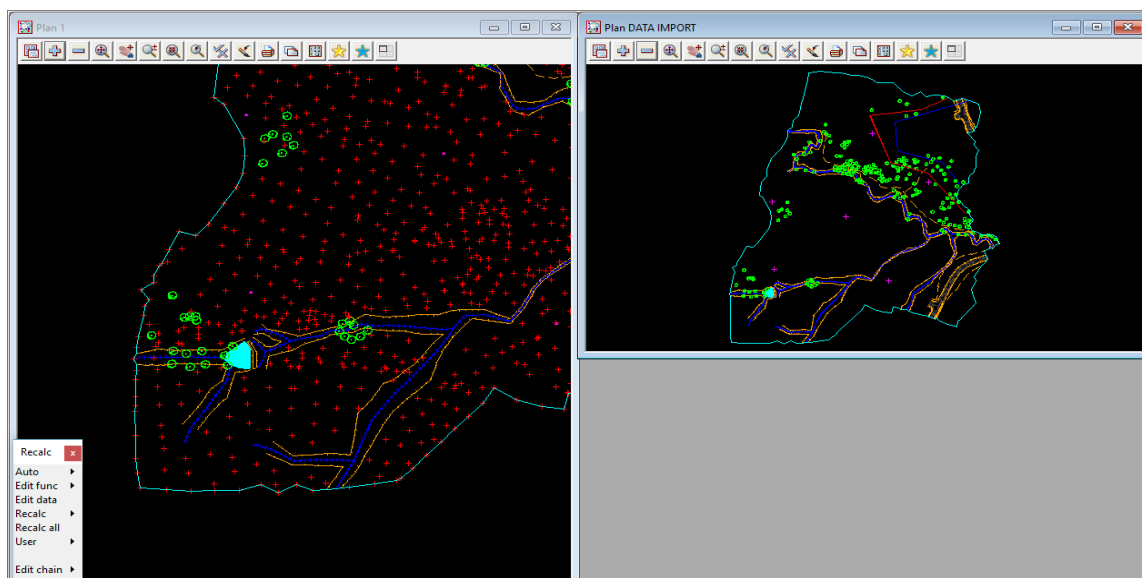 Plan 1
Plan DATA IMPORT
Recalc
Auto
Edit func
Edit data
Recalc
Recalc all
User
Edit chain